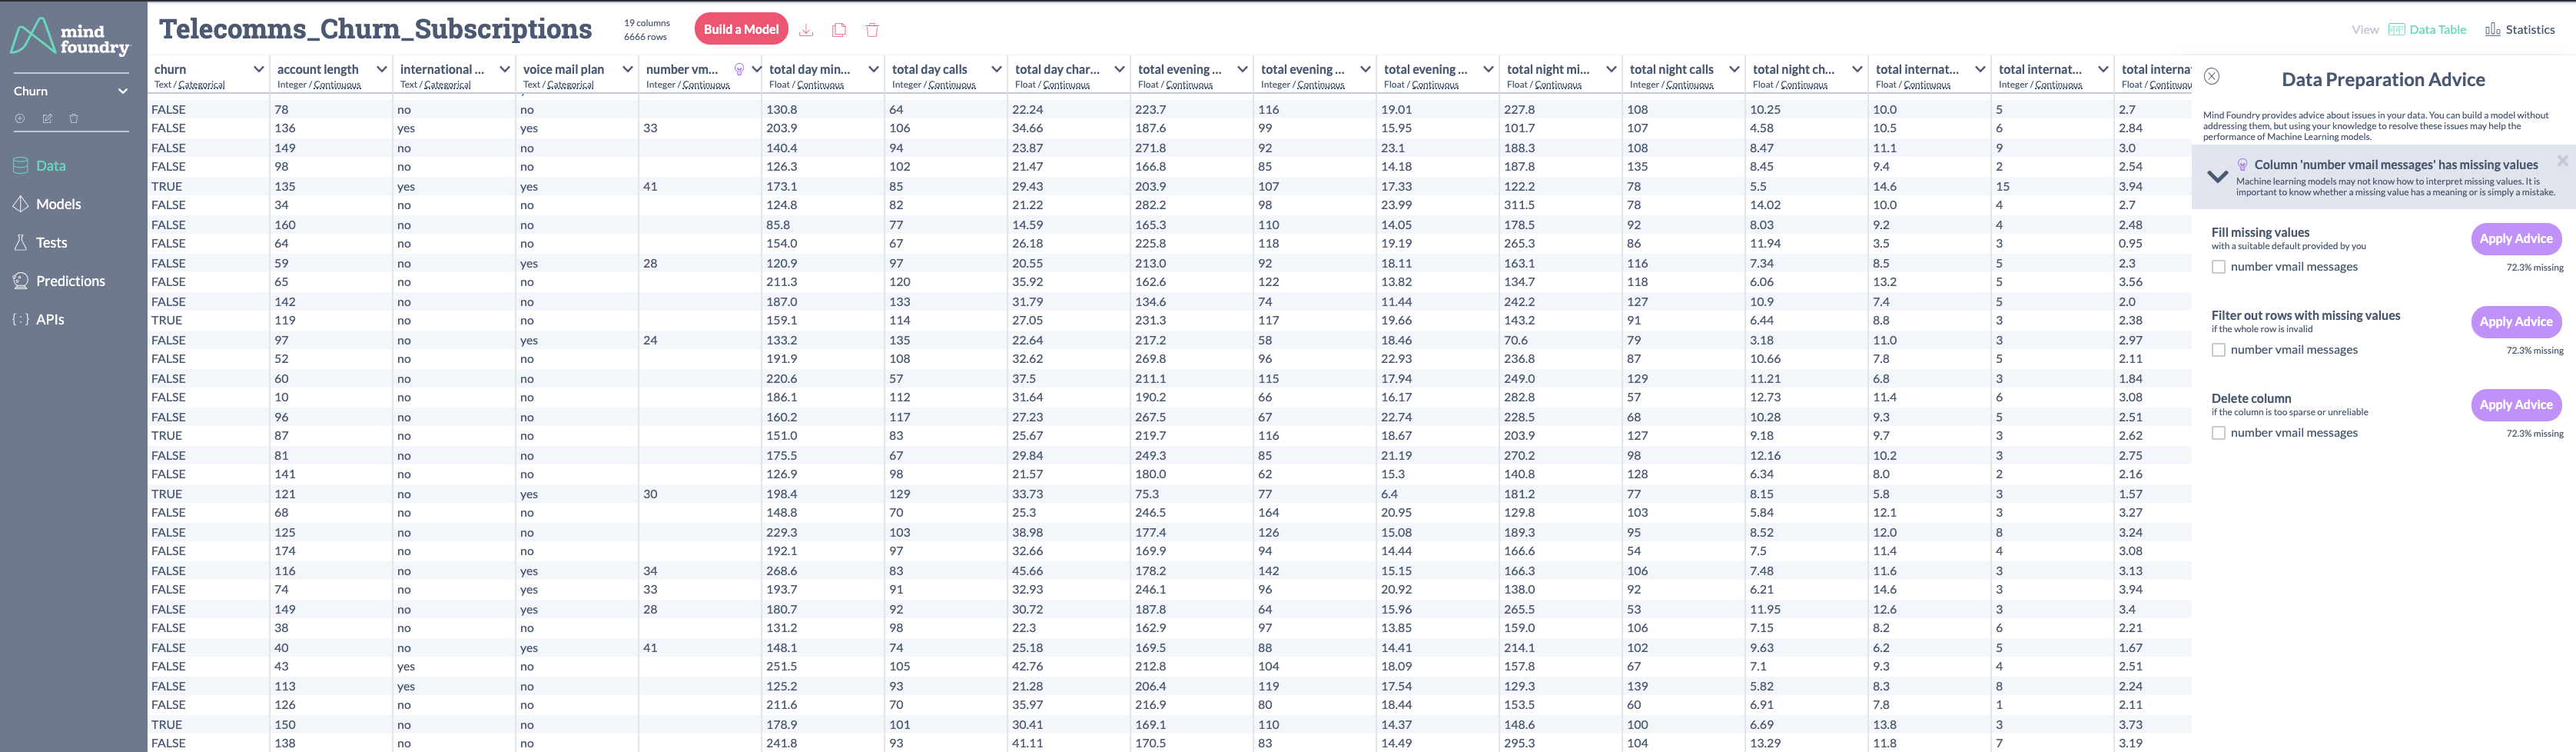 mind
foundry
Churn
Data
Models
Tests
Predictions
{:} APIs
Telecomms_Churn_Subscriptions
19 columns
6666 rows
Build a Model
View Data Table Statistics
churn account length international ... voice mail plan number vm... total day min... total day calls total day char... total evening ... total evening ... total evening ... total night mi... total night calls total night ch... total internat... total internat... total interna
Text / Categorical Integer / Continuous Text / Categorical Text / Categorical Integer / Continuous Float / Continuous Integer / Continuous Float / Continuous Float / Continuous Integer / Continuous Float / Continuous Float / Continuous Integer / Continuous Float / Continuous Float / Continuous Integer / Continuous Float / Continuou
FALSE 78 no no 130.8 64 22.24 223.7 116 19.01 227.8 108 10.25 10.0 5 2.7
FALSE 136 yes yes 33 203.9 106 34.66 187.6 99 15.95 101.7 107 4.58 10.5 6 2.84
FALSE 149 no no 140.4 94 23.87 271.8 92 23.1 188.3 108 8.47 11.1 9 3.0
FALSE 98 no no 126.3 102 21.47 166.8 85 14.18 187.8 135 8.45 9.4 2 2.54
TRUE 135 yes yes 41 173.1 85 29.43 203.9 107 17.33 122.2 78 5.5 14.6 15 3.94
FALSE 34 no no 124.8 82 21.22 282.2 98 23.99 311.5 78 14.02 10.0 4 2.7
FALSE 160 no no 85.8 77 14.59 165.3 110 14.05 178.5 92 8.03 9.2 4 2.48
FALSE 64 no no 154.0 67 26.18 225.8 118 19.19 265.3 86 11.94 3.5 3 0.95
FALSE 59 no yes 28 120.9 97 20.55 213.0 92 18.11 163.1 116 7.34 8.5 5 2.3
FALSE 65 no no 211.3 120 35.92 162.6 122 13.82 134.7 118 6.06 13.2 5 3.56
FALSE 142 no no 187.0 133 31.79 134.6 74 11.44 242.2 127 10.9 7.4 5 2.0
TRUE 119 no no 159.1 114 27.05 231.3 117 19.66 143.2 91 6.44 8.8 3 2.38
FALSE 97 no yes 24 133.2 135 22.64 217.2 58 18.46 70.6 79 3.18 11.0 3 2.97
FALSE 52 no no 191.9 108 32.62 269.8 96 22.93 236.8 87 10.66 7.8 5 2.11
FALSE 60 no no 220.6 57 37.5 211.1 115 17.94 249.0 129 11.21 6.8 3 1.84
FALSE 10 no no 186.1 112 31.64 190.2 66 16.17 282.8 57 12.73 11.4 6 3.08
FALSE 96 no no 160.2 117 27.23 267.5 67 22.74 228.5 68 10.28 9.3 5 2.51
TRUE 87 no no 151.0 83 25.67 219.7 116 18.67 203.9 127 9.18 9.7 3 2.62
FALSE 81 no no 175.5 67 29.84 249.3 85 21.19 270.2 98 12.16 10.2 3 2.75
FALSE 141 no no 126.9 98 21.57 180.0 62 15.3 140.8 128 6.34 8.0 2 2.16
TRUE 121 no yes 30 198.4 129 33.73 75.3 77 6.4 181.2 77 8.15 5.8 3 1.57
FALSE 68 no no 148.8 70 25.3 246.5 164 20.95 129.8 103 5.84 12.1 3 3.27
FALSE 125 no no 229.3 103 38.98 177.4 126 15.08 189.3 95 8.52 12.0 8 3.24
FALSE 174 no no 192.1 97 32.66 169.9 94 14.44 166.6 54 7.5 11.4 4 3.08
FALSE 116 no yes 34 268.6 83 45.66 178.2 142 15.15 166.3 106 7.48 11.6 3 3.13
FALSE 74 no yes 33 193.7 91 32.93 246.1 96 20.92 138.0 92 6.21 14.6 3 3.94
FALSE 149 no yes 28 180.7 92 30.72 187.8 64 15.96 265.5 53 11.95 12.6 3 3.4
FALSE 38 no no 131.2 98 22.3 162.9 97 13.85 159.0 106 7.15 8.2 6 2.21
FALSE 40 no yes 41 148.1 74 25.18 169.5 88 14.41 214.1 102 9.63 6.2 5 1.67
FALSE 43 yes no 251.5 105 42.76 212.8 104 18.09 157.8 67 7.1 9.3 4 2.51
FALSE 113 yes no 125.2 93 21.28 206.4 119 17.54 129.3 139 5.82 8.3 8 2.24
FALSE 126 no no 211.6 70 35.97 216.9 80 18.44 153.5 60 6.91 7.8 1 2.11
TRUE 150 no no 178.9 101 30.41 169.1 110 14.37 148.6 100 6.69 13.8 3 3.73
FALSE 138 no no 241.8 93 41.11 170.5 83 14.49 295.3 104 13.29 11.8 7 3.19
Data Preparation Advice
Mind Foundry provides advice about issues in your data. You can build a model without
addressing them, but using your knowledge to resolve these issues may help the
performance of Machine Learning models.
Column 'number vmail messages' has missing values
Machine learning models may not know how to interpret missing values. It is
important to know whether a missing value has a meaning or is simply a mistake.
Fill missing values
with a suitable default provided by you
Apply Advice
number vmail messages 72.3% missing
Filter out rows with missing values
if the whole row is invalid
Apply Advice
number vmail messages 72.3% missing
Delete column
if the column is too sparse or unreliable
Apply Advice
number vmail messages 72.3% missing